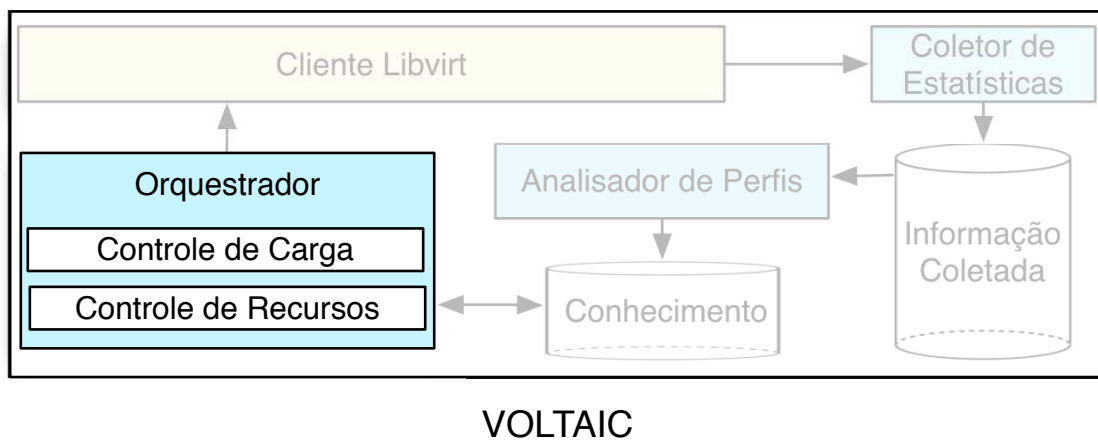 Cliente Libvirt
Coletor de
Estatísticas
Orquestrador
Controle de Carga
Controle de Recursos
Analisador de Perfis
Conhecimento
Informação
Coletada
VOLTAIC